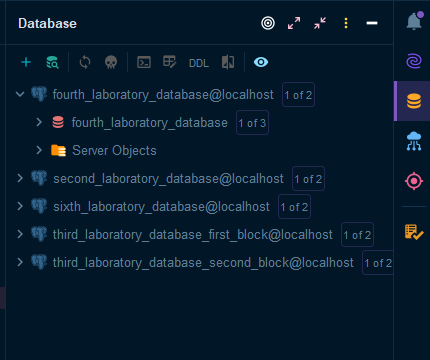 Database
DDL
fourth_laboratory_database@localhost 1 of 2
fourth_laboratory_database 1 of 3
Server Objects
second_laboratory_database@localhost 1 of 2
sixth_laboratory_database@localhost 1 of 2
third_laboratory_database_first_block@localhost 1 of 2
third_laboratory_database_second_block@localhost 1 of 2